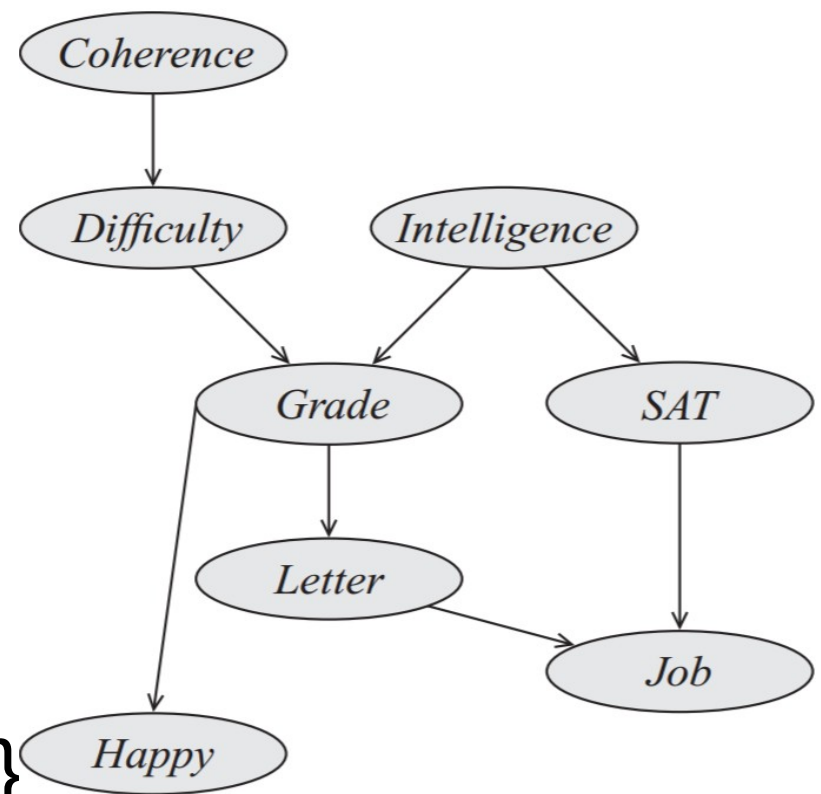 Coherence
Difficulty Intelligence
Grade SAT
Letter
Job
} Happy